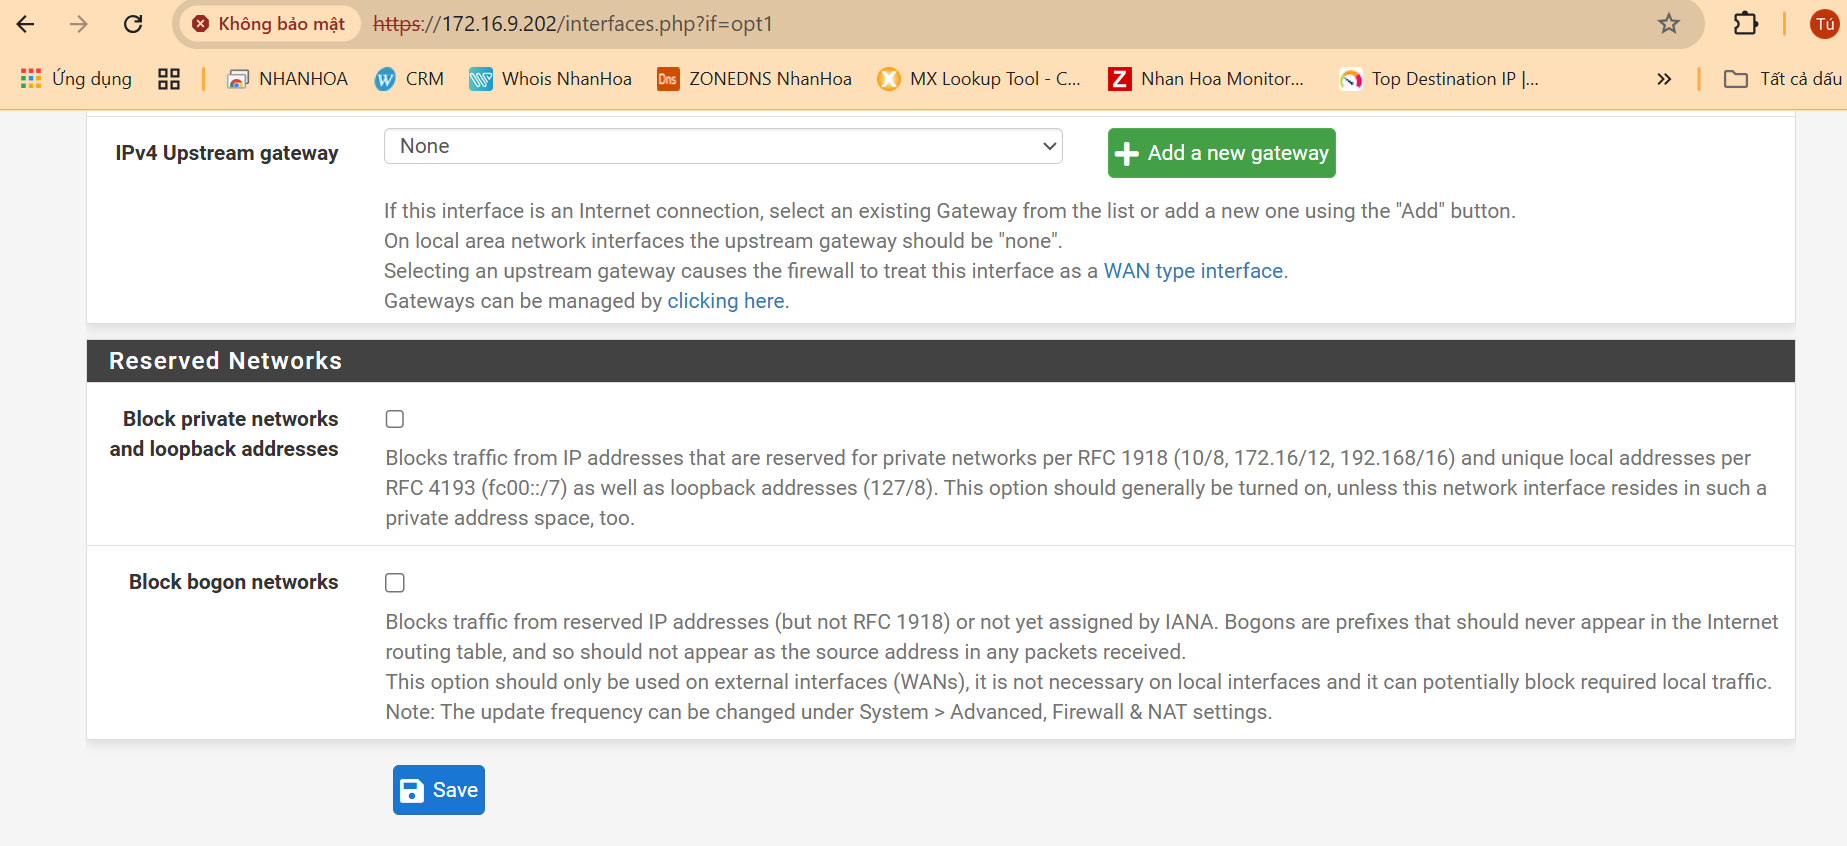 Không bảo mật https://172.16.9.202/interfaces.php?if=opt1 Tú
Ứng dụng NHANHOA CRM Whois NhanHoa Dns ZONEDNS NhanHoa MX Lookup Tool - C... Z Nhan Hoa Monitor... Top Destination IP |... » Tất cả dấu
IPv4 Upstream gateway None Add a new gateway
If this interface is an Internet connection, select an existing Gateway from the list or add a new one using the "Add" button.
On local area network interfaces the upstream gateway should be "none".
Selecting an upstream gateway causes the firewall to treat this interface as a WAN type interface.
Gateways can be managed by clicking here.
Reserved Networks
Block private networks
and loopback addresses
Blocks traffic from IP addresses that are reserved for private networks per RFC 1918 (10/8, 172.16/12, 192.168/16) and unique local addresses per
RFC 4193 (fc00::/7) as well as loopback addresses (127/8). This option should generally be turned on, unless this network interface resides in such a
private address space, too.
Block bogon networks
Blocks traffic from reserved IP addresses (but not RFC 1918) or not yet assigned by IANA. Bogons are prefixes that should never appear in the Internet
routing table, and so should not appear as the source address in any packets received.
This option should only be used on external interfaces (WANs), it is not necessary on local interfaces and it can potentially block required local traffic.
Note: The update frequency can be changed under System > Advanced, Firewall & NAT settings.
Save